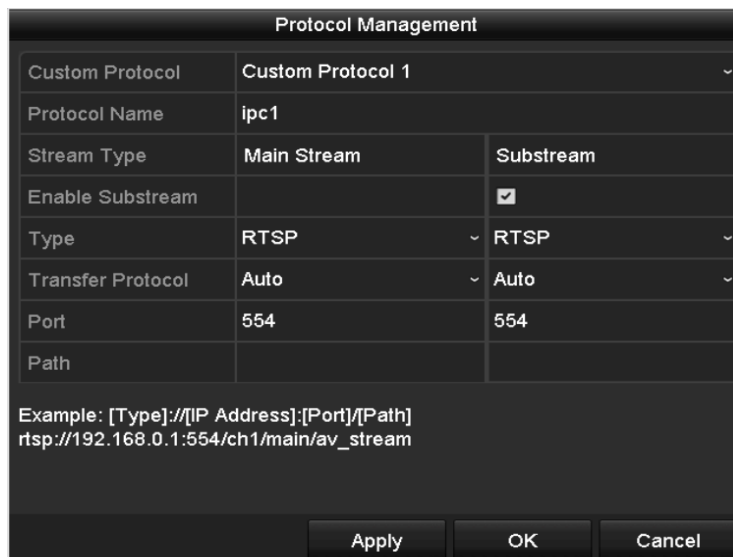 Protocol Management
Custom Protocol Custom Protocol 1
Protocol Name ipc1
Stream Type Main Stream Substream
Enable Substream
Type RTSP RTSP
Transfer Protocol Auto Auto
Port 554 554
Path
Example: [Type]://[IP Address]:[Port]/[Path]
rtsp://192.168.0.1:554/ch1/main/av_stream
Apply OK Cancel